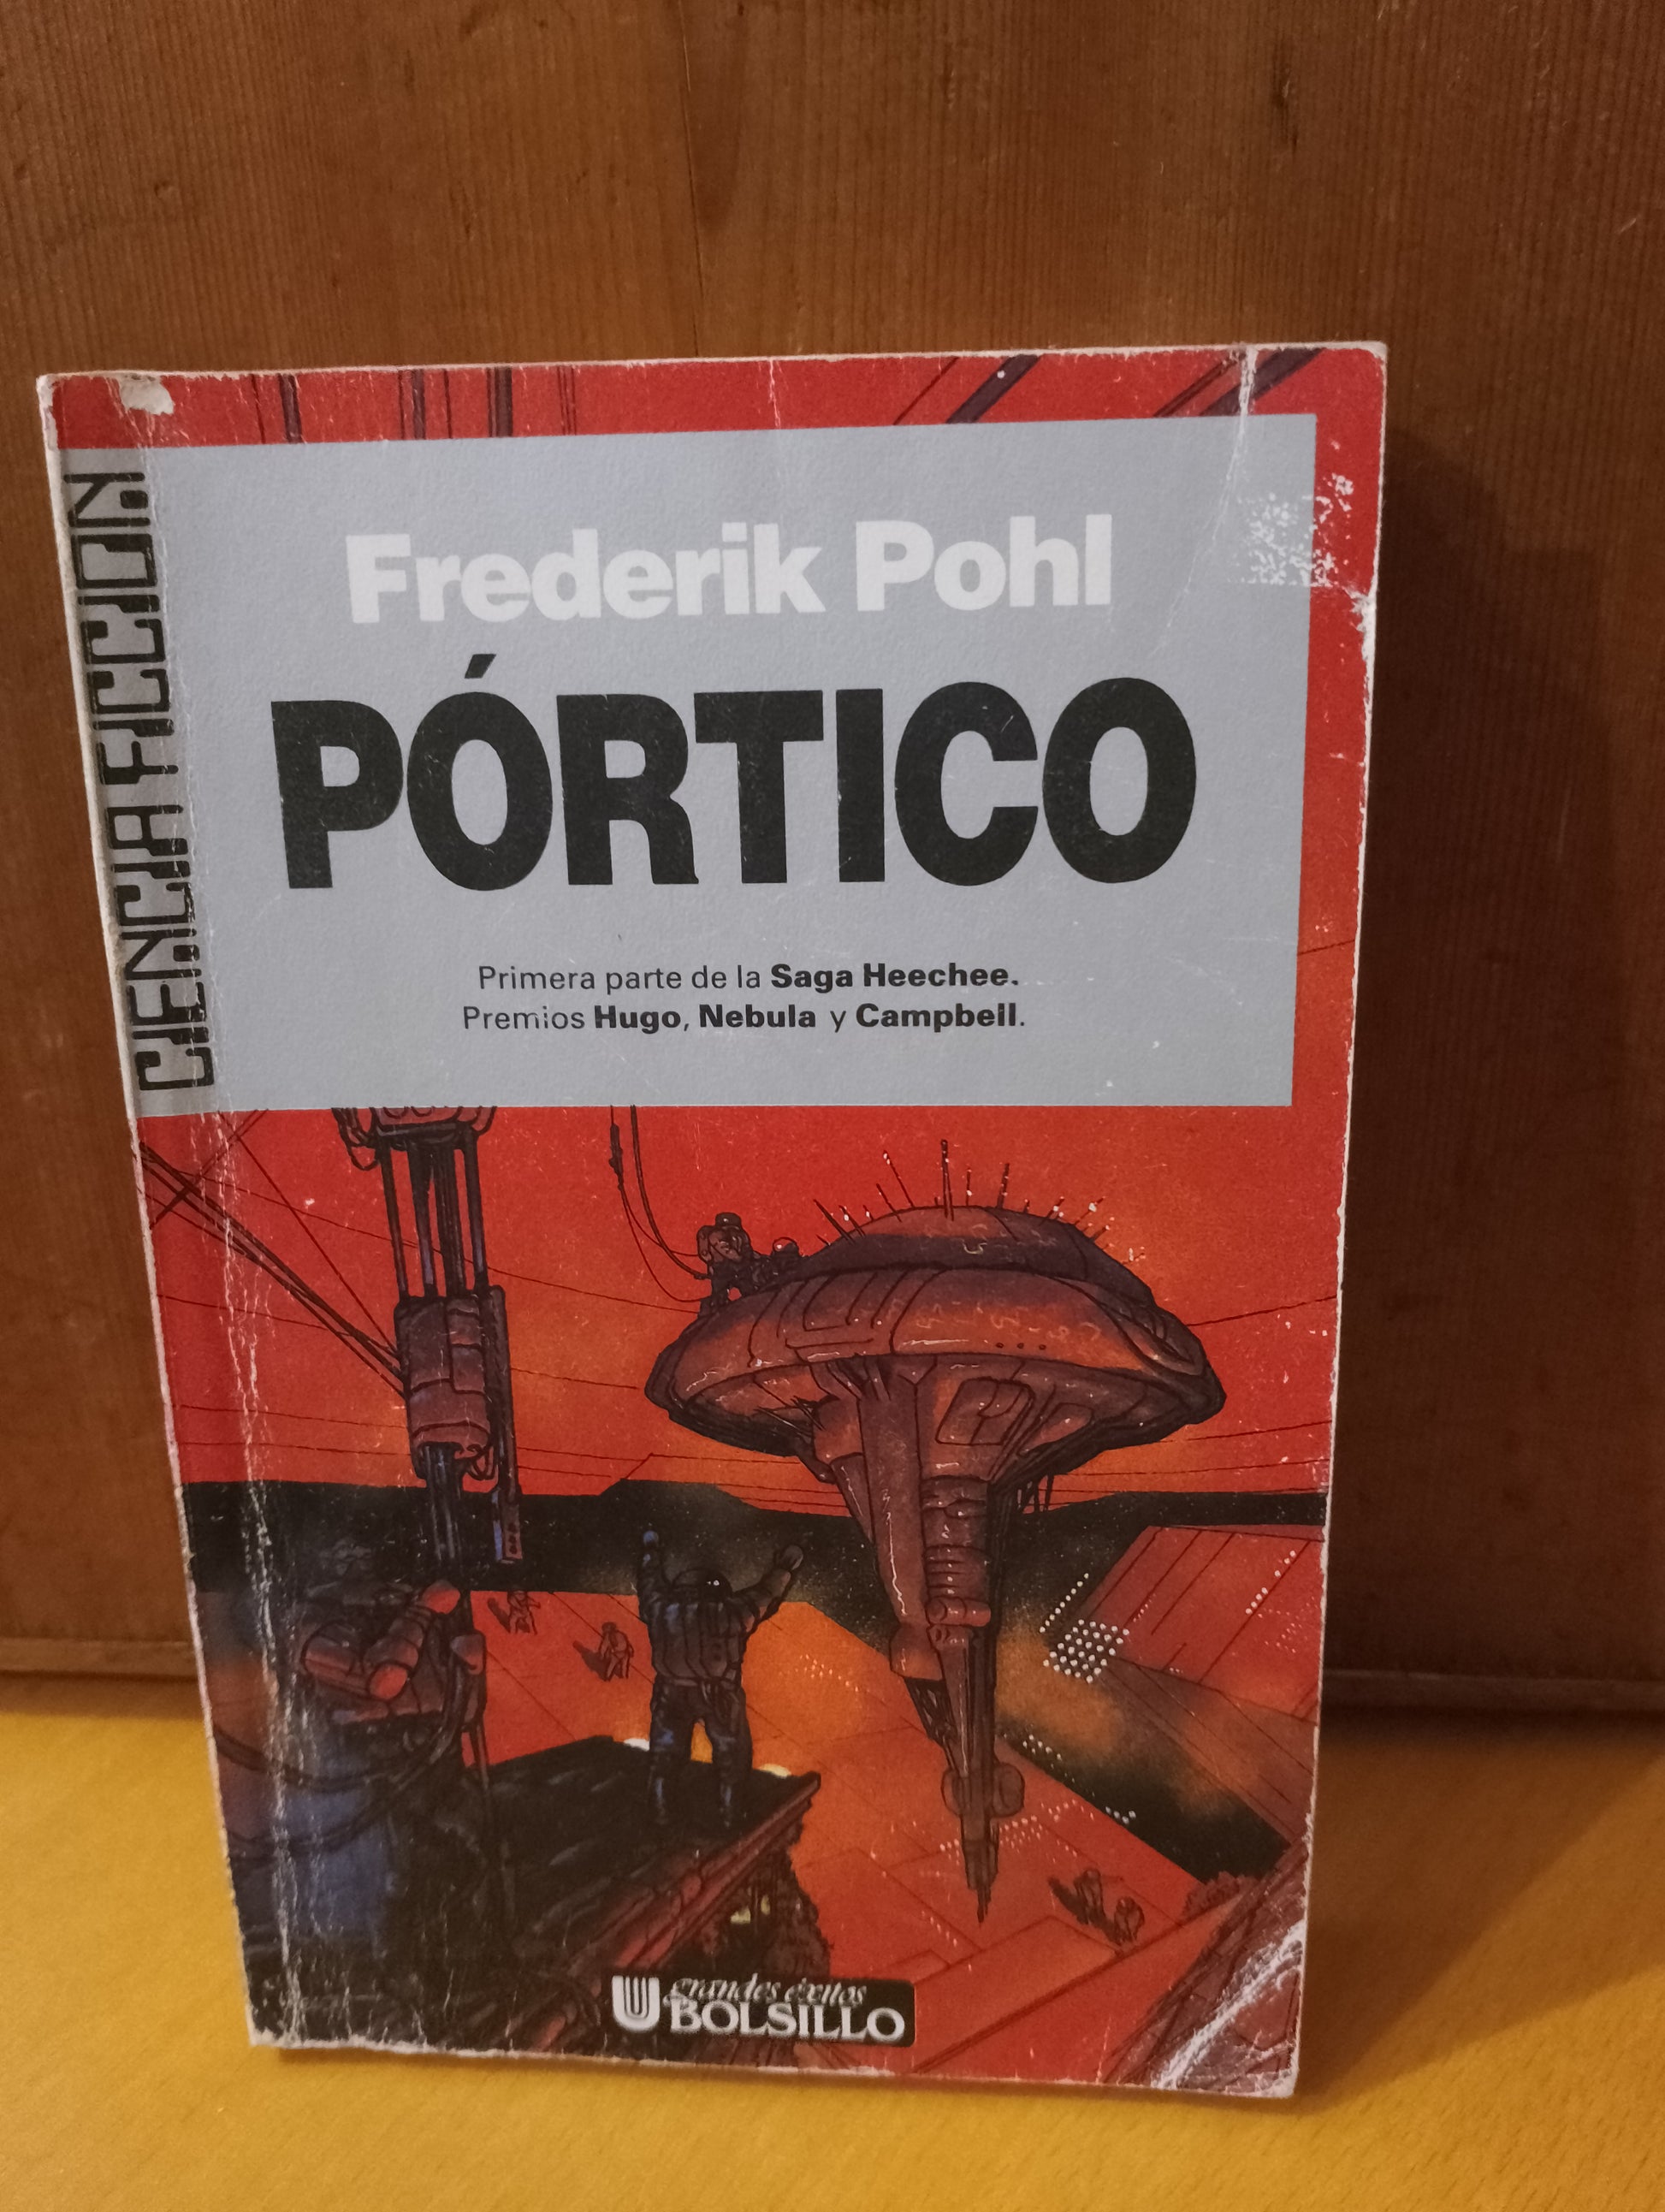 CIENCIA FICCION
Frederik Pohl
PÓRTICO
Primera parte de la Saga Heechee.
Premios Hugo, Nebula y Campbell.
grandes éxitos
BOLSILLO